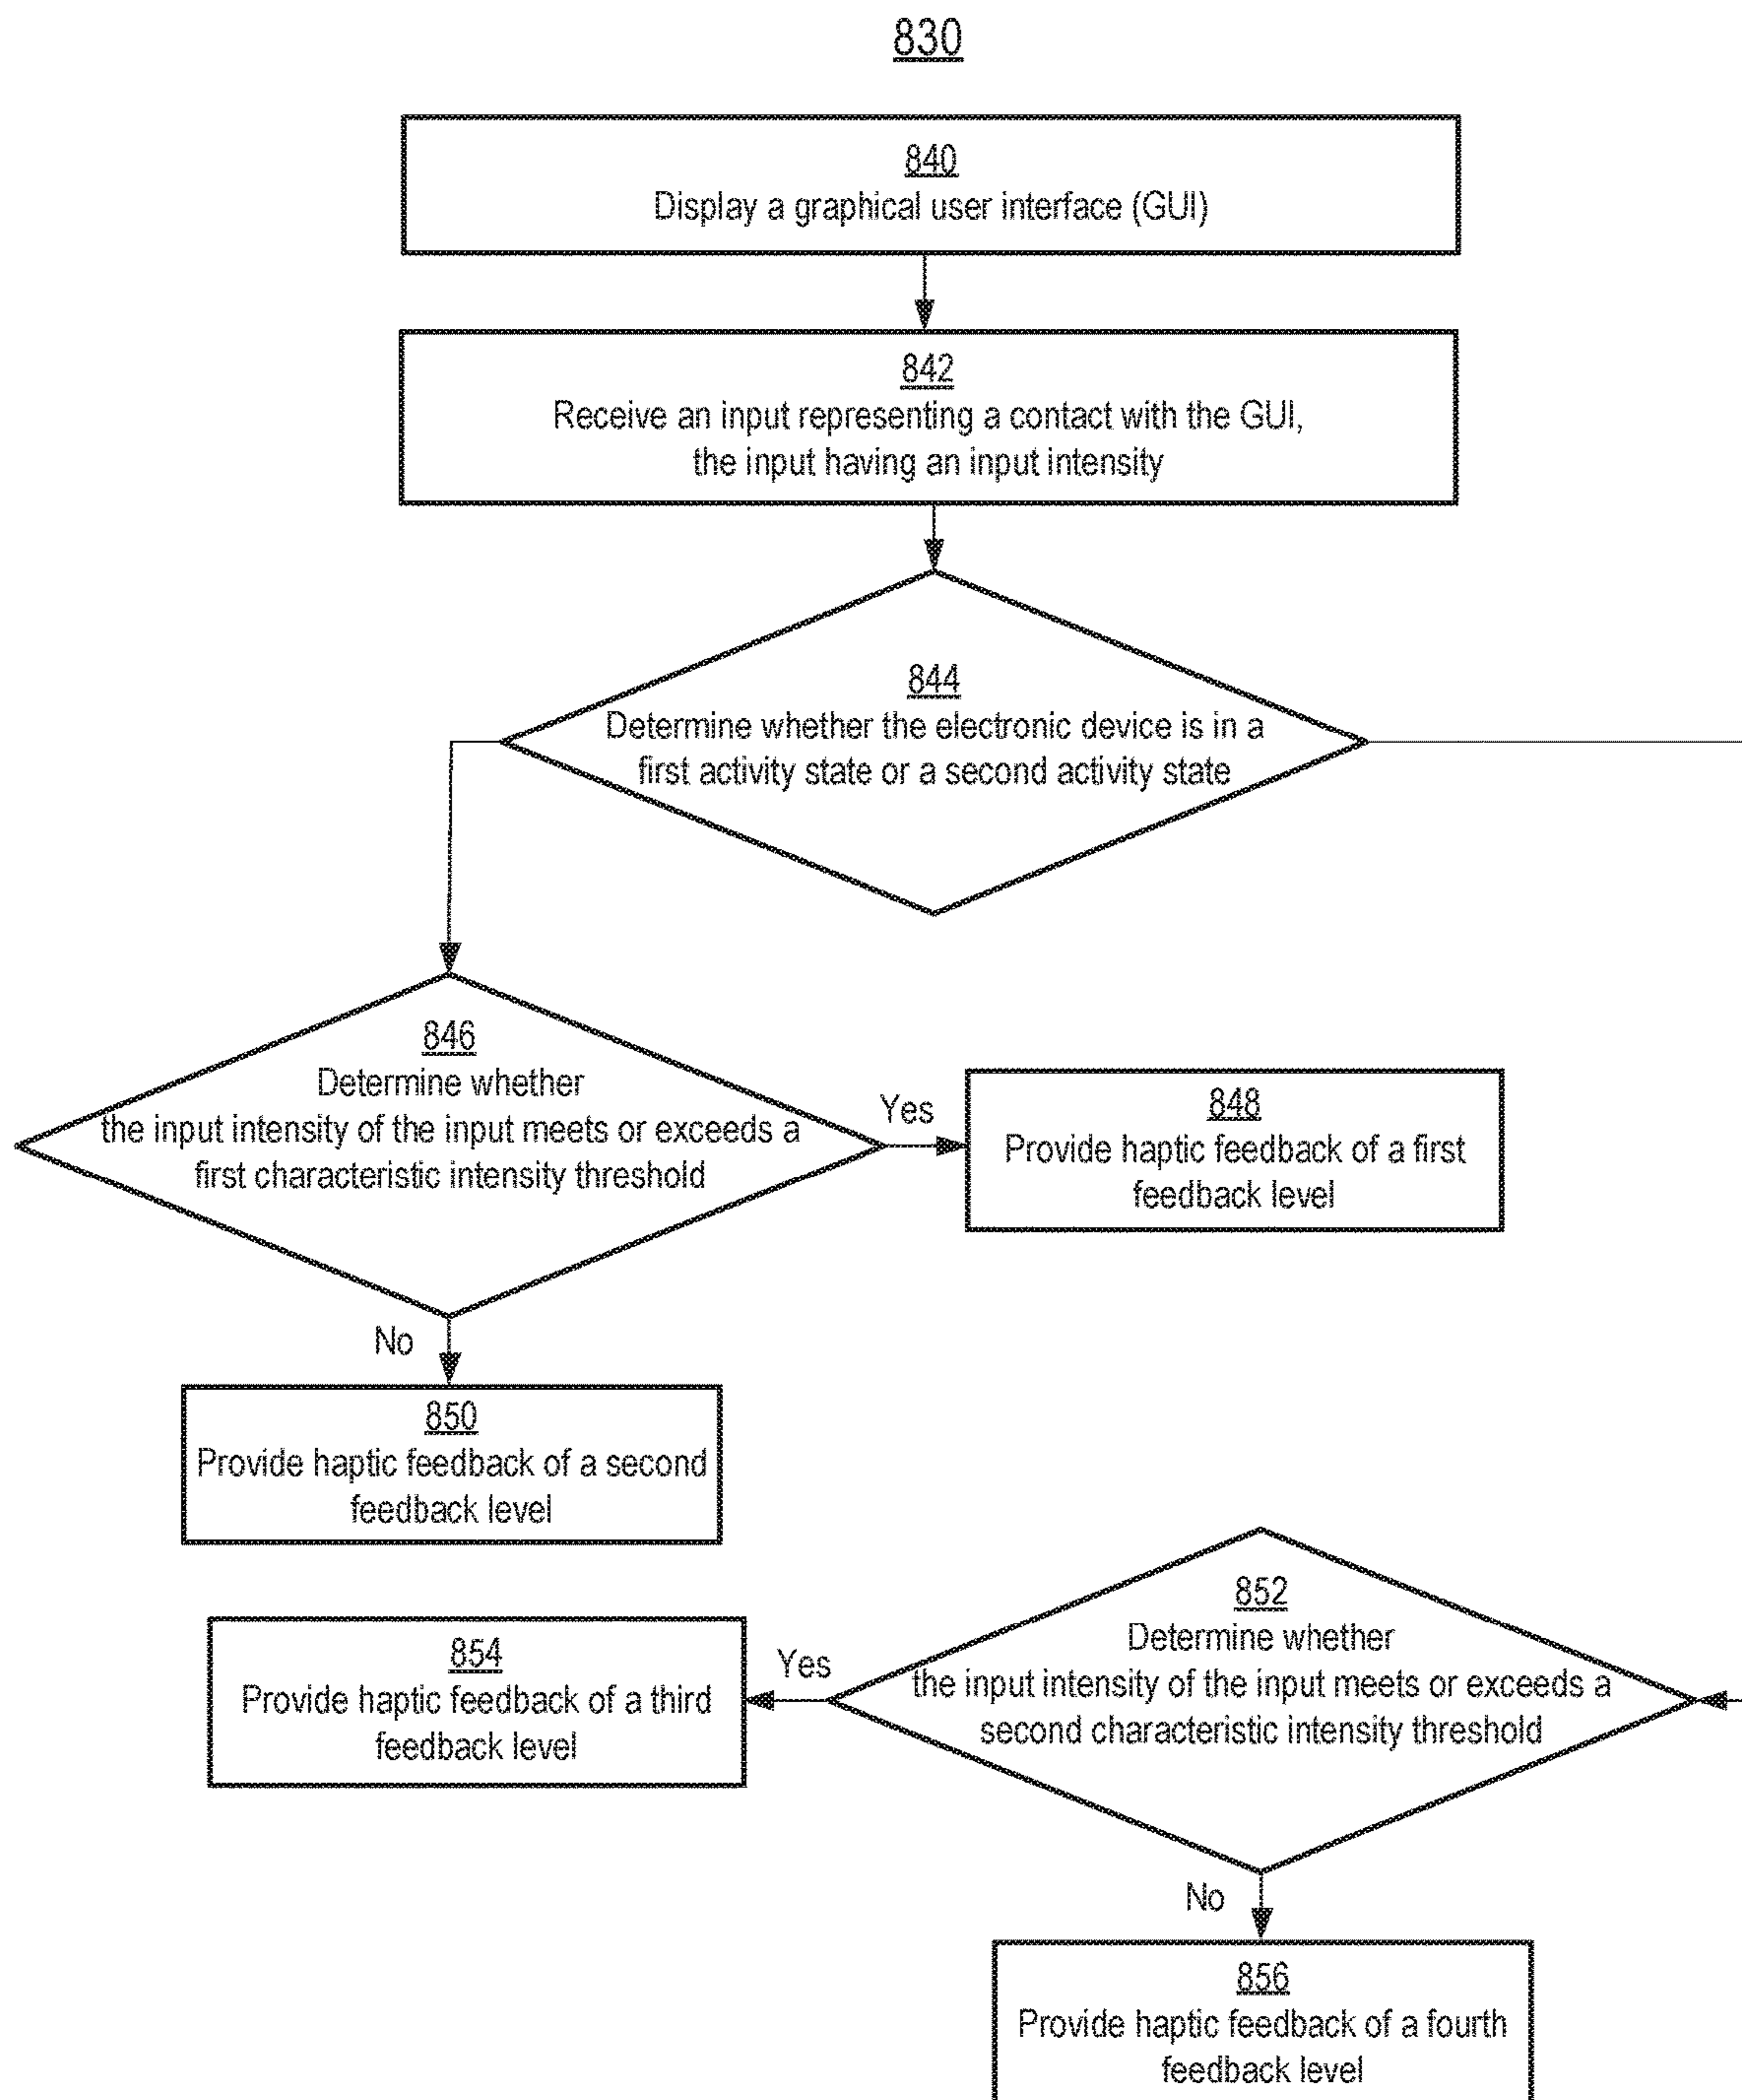 830
840
Display a graphical user interface (GUI)
842
Receive an input representing a contact with the GUI,
the input having an input intensity
844
Determine whether the electronic device is in a
first activity state or a second activity state
846
Determine whether
the input intensity of the input meets or exceeds a
first characteristic intensity threshold
Yes
848
Provide haptic feedback of a first
feedback level
No
850
Provide haptic feedback of a second
feedback level
852
Determine whether
the input intensity of the input meets or exceeds a
second characteristic intensity threshold
Yes
854
Provide haptic feedback of a third
feedback level
No
856
Provide haptic feedback of a fourth
feedback level